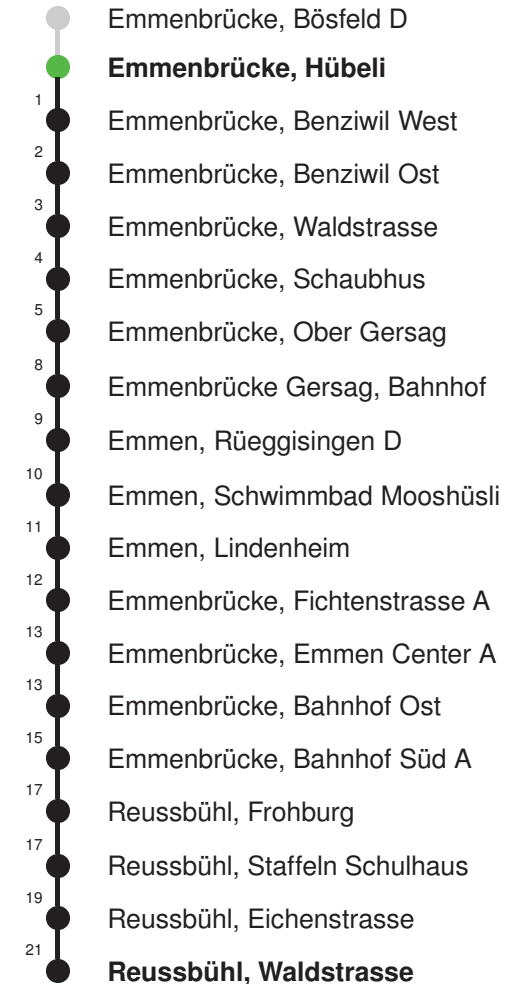 Emmenbrücke, Bösfeld D
Emmenbrücke, Hübeli
1 Emmenbrücke, Benziwil West
2 Emmenbrücke, Benziwil Ost
3 Emmenbrücke, Waldstrasse
4 Emmenbrücke, Schaubhus
5 Emmenbrücke, Ober Gersag
8 Emmenbrücke Gersag, Bahnhof
9 Emmen, Rüeggisingen D
10 Emmen, Schwimmbad Mooshüsli
11 Emmen, Lindenheim
12 Emmenbrücke, Fichtenstrasse A
13 Emmenbrücke, Emmen Center A
13 Emmenbrücke, Bahnhof Ost
15 Emmenbrücke, Bahnhof Süd A
17 Reussbühl, Frohburg
17 Reussbühl, Staffeln Schulhaus
19 Reussbühl, Eichenstrasse
21 Reussbühl, Waldstrasse